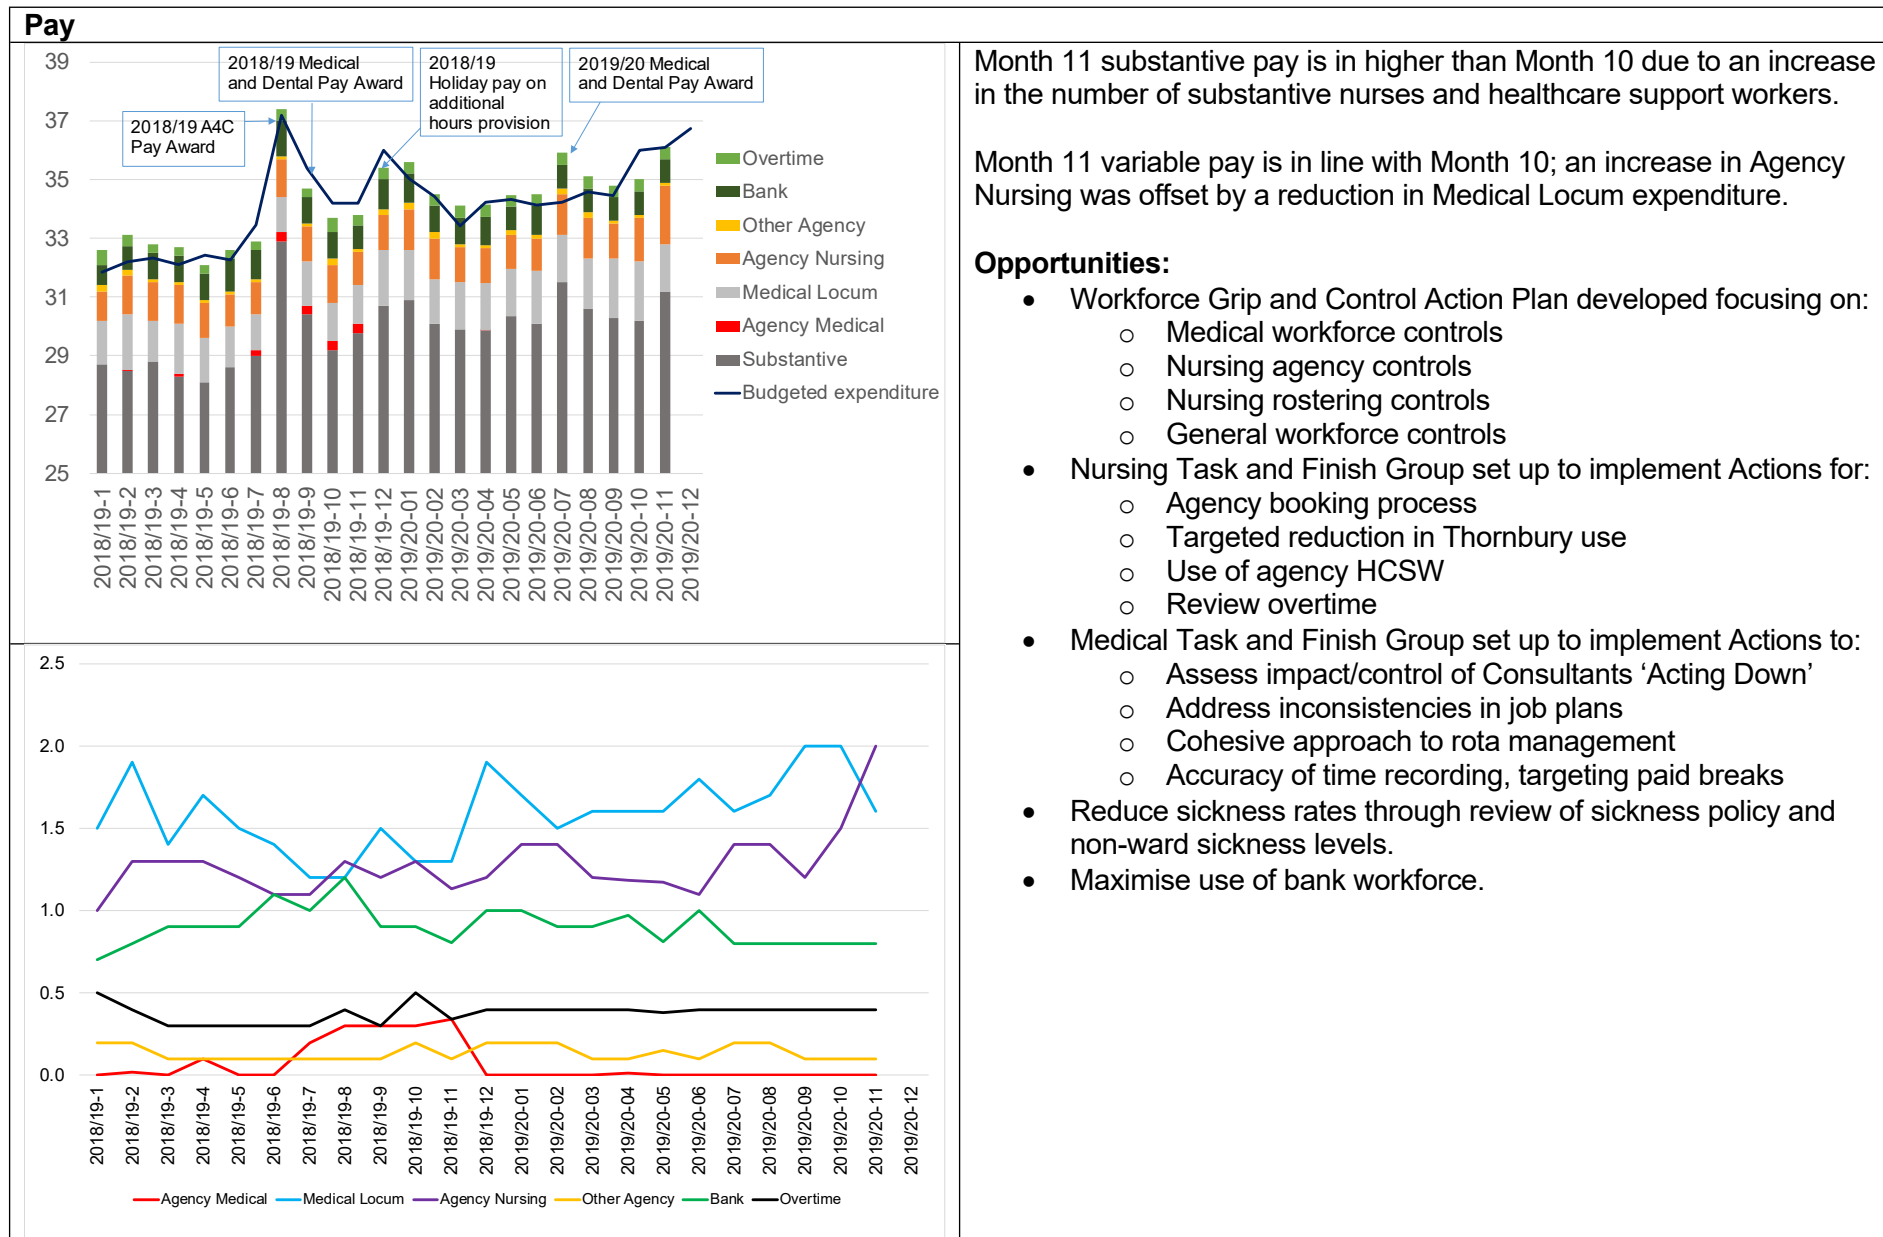 Pay
39
37
35
33
31
29
27
25
2018/19 A4C
Pay Award
2018/19 Medical
and Dental Pay Award
2018/19
Holiday pay on
additional
hours provision
2019/20 Medical
and Dental Pay Award
Overtime
Bank
Other Agency
Agency Nursing
Medical Locum
Agency Medical
Substantive
Budgeted expenditure
2018/19-1
2018/19-2
2018/19-3
2018/19-4
2018/19-5
2018/19-6
2018/19-7
2018/19-8
2018/19-9
2018/19-10
2018/19-11
2018/19-12
2019/20-01
2019/20-02
2019/20-03
2019/20-04
2019/20-05
2019/20-06
2019/20-07
2019/20-08
2019/20-09
2019/20-10
2019/20-11
2019/20-12
2.5
2.0
1.5
1.0
0.5
0.0
2018/19-1
2018/19-2
2018/19-3
2018/19-4
2018/19-5
2018/19-6
2018/19-7
2018/19-8
2018/19-9
2018/19-10
2018/19-11
2018/19-12
2019/20-01
2019/20-02
2019/20-03
2019/20-04
2019/20-05
2019/20-06
2019/20-07
2019/20-08
2019/20-09
2019/20-10
2019/20-11
2019/20-12
Agency Medical Medical Locum Agency Nursing Other Agency Bank Overtime
Month 11 substantive pay is in higher than Month 10 due to an increase
in the number of substantive nurses and healthcare support workers.
Month 11 variable pay is in line with Month 10; an increase in Agency
Nursing was offset by a reduction in Medical Locum expenditure.
Opportunities:
• Workforce Grip and Control Action Plan developed focusing on:
o Medical workforce controls
o Nursing agency controls
o Nursing rostering controls
o General workforce controls
• Nursing Task and Finish Group set up to implement Actions for:
o Agency booking process
o Targeted reduction in Thornbury use
o Use of agency HCSW
o Review overtime
• Medical Task and Finish Group set up to implement Actions to:
o Assess impact/control of Consultants ‘Acting Down’
o Address inconsistencies in job plans
o Cohesive approach to rota management
o Accuracy of time recording, targeting paid breaks
• Reduce sickness rates through review of sickness policy and
non-ward sickness levels.
• Maximise use of bank workforce.